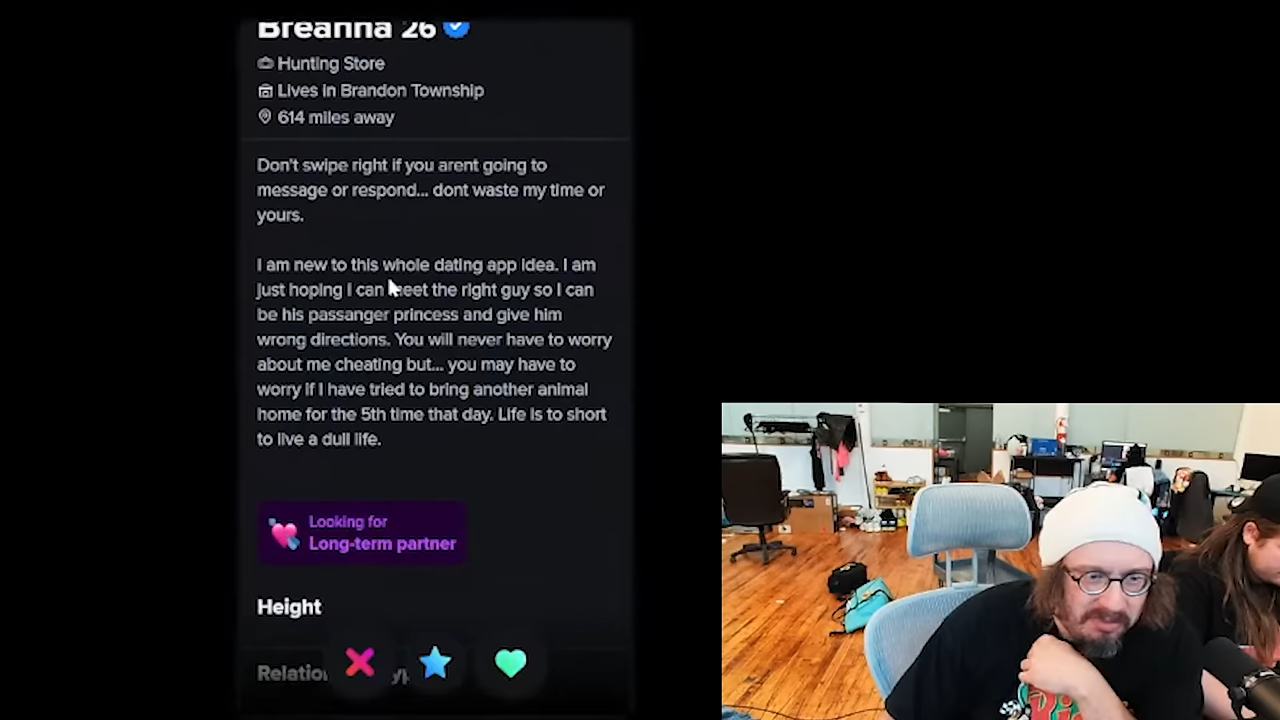 Breanna 26
Hunting Store
Lives in Brandon Township
614 miles away
Don't swipe right if you arent going to
message or respond... dont waste my time or
yours.
I am new to this whole dating app idea. I am
just hoping I can meet the right guy so I can
be his passanger princess and give him
wrong directions. You will never have to worry
about me cheating but... you may have to
worry if I have tried to bring another animal
home for the 5th time that day. Life is to short
to live a dull life.
Looking for
Long-term partner
Height